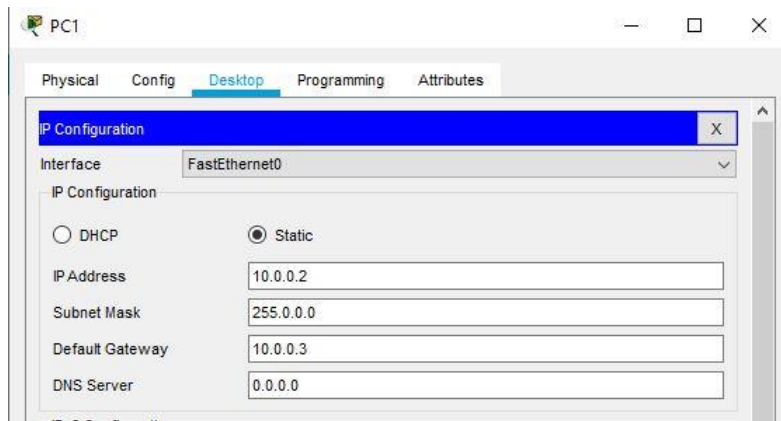 PC1
Physical Config Desktop Programming Attributes
IP Configuration X
Interface FastEthernet0
IP Configuration
DHCP Static
IP Address 10.0.0.2
Subnet Mask 255.0.0.0
Default Gateway 10.0.0.3
DNS Server 0.0.0.0